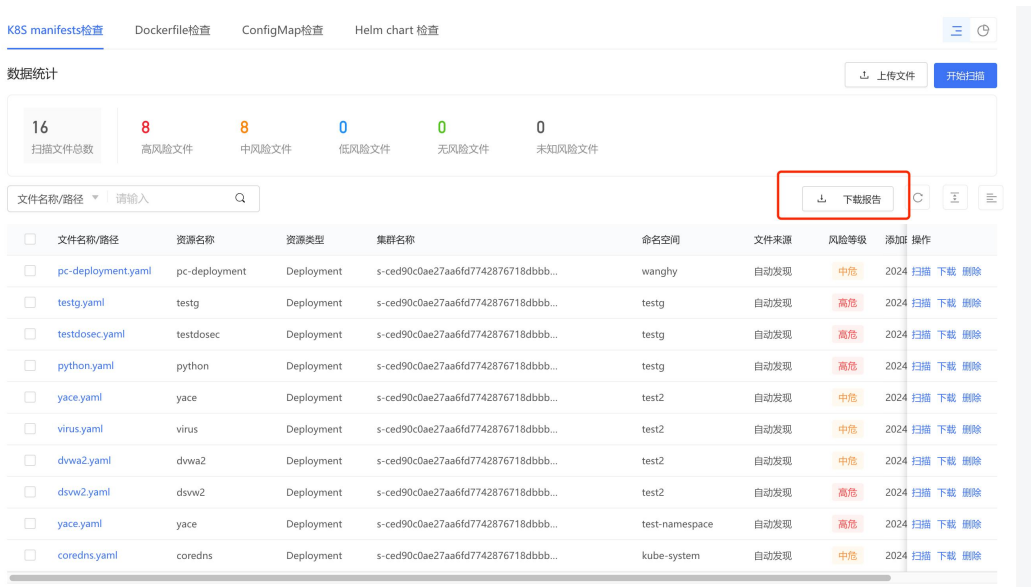 K8S manifests检查 Dockerfile检查 ConfigMap检查 Helm chart 检查
数据统计 上传文件 开始扫描
16 8 8 0 0 0
扫描文件总数 高风险文件 中风险文件 低风险文件 无风险文件 未知风险文件
文件名称/路径 请输入 下载报告
文件名称/路径 资源名称 资源类型 集群名称 命名空间 文件来源 风险等级 添加 操作
pc-deployment.yaml pc-deployment Deployment s-ced90c0ae27aa6fd7742876718dbbb... wanghy 自动发现 中危 2024 扫描 下载 删除
testg.yaml testg Deployment s-ced90c0ae27aa6fd7742876718dbbb... testg 自动发现 高危 2024 扫描 下载 删除
testdosec.yaml testdosec Deployment s-ced90c0ae27aa6fd7742876718dbbb... testg 自动发现 高危 2024 扫描 下载 删除
python.yaml python Deployment s-ced90c0ae27aa6fd7742876718dbbb... testg 自动发现 高危 2024 扫描 下载 删除
yace.yaml yace Deployment s-ced90c0ae27aa6fd7742876718dbbb... test2 自动发现 中危 2024 扫描 下载 删除
virus.yaml virus Deployment s-ced90c0ae27aa6fd7742876718dbbb... test2 自动发现 中危 2024 扫描 下载 删除
dvwa2.yaml dvwa2 Deployment s-ced90c0ae27aa6fd7742876718dbbb... test2 自动发现 中危 2024 扫描 下载 删除
dsvw2.yaml dsvw2 Deployment s-ced90c0ae27aa6fd7742876718dbbb... test2 自动发现 高危 2024 扫描 下载 删除
yace.yaml yace Deployment s-ced90c0ae27aa6fd7742876718dbbb... test-namespace 自动发现 高危 2024 扫描 下载 删除
coredns.yaml coredns Deployment s-ced90c0ae27aa6fd7742876718dbbb... kube-system 自动发现 中危 2024 扫描 下载 删除